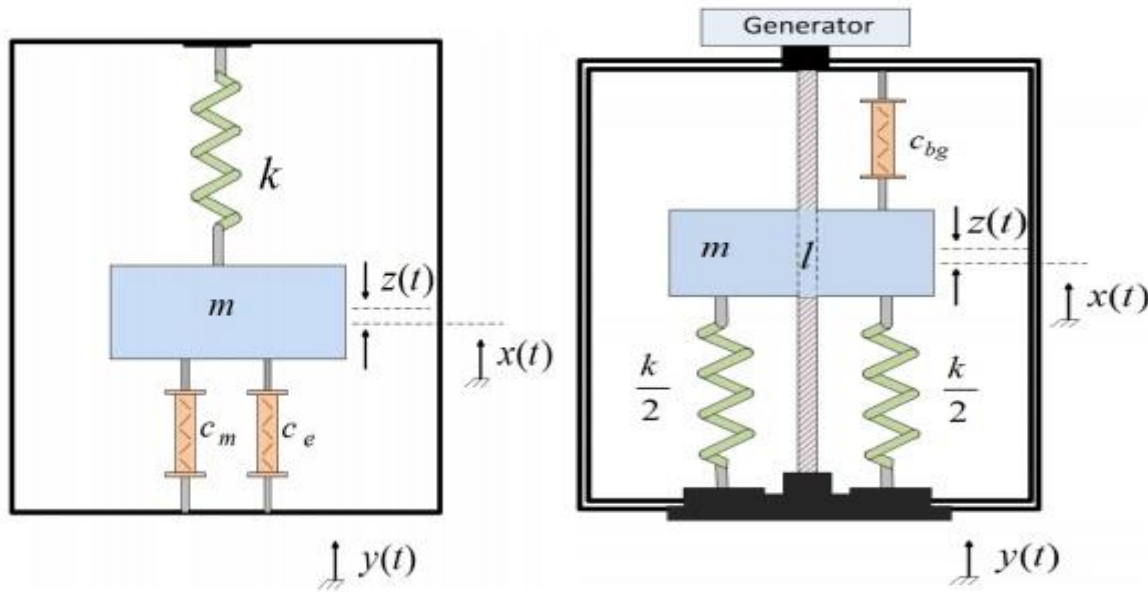 k
m
z(t)
x(t)
c_m
c_e
y(t)
Generator
c_bg
m
l
z(t)
x(t)
k/2
k/2
y(t)